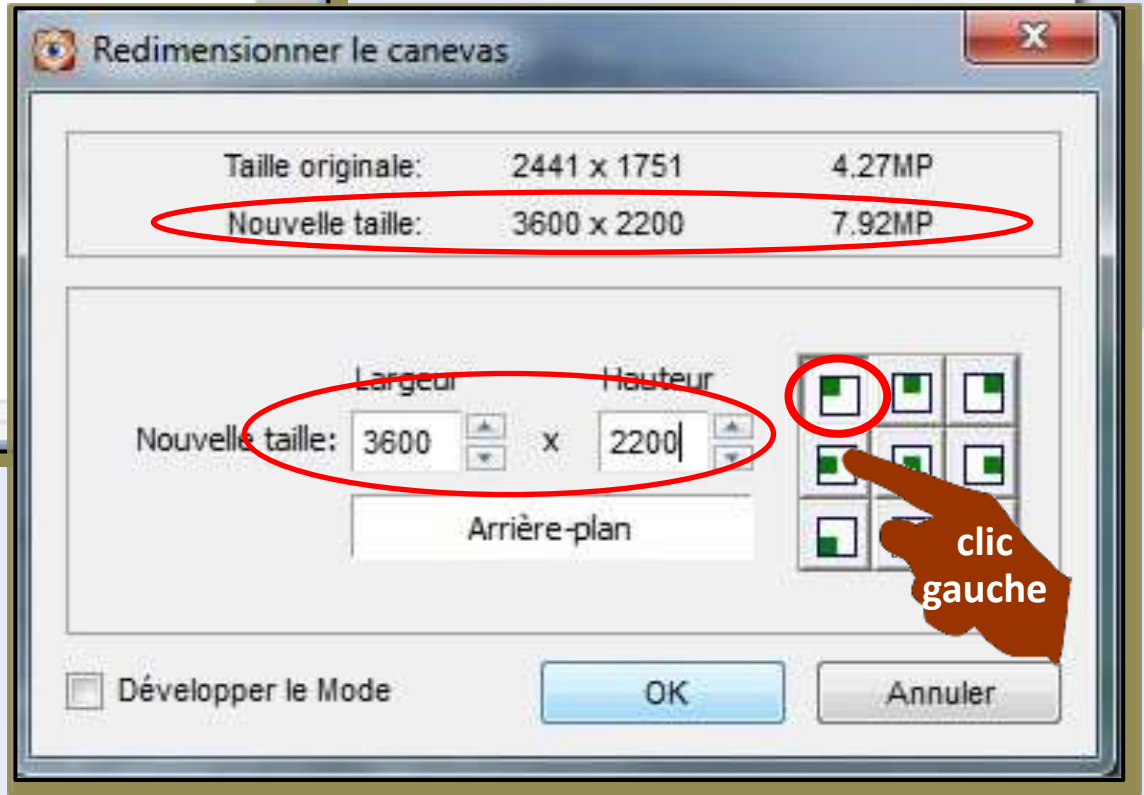 Redimensionner le canevas
Taille originale: 2441 x 1751 4.27MP
Nouvelle taille: 3600 x 2200 7.92MP
Largeur Hauteur
Nouvelle taille: 3600 x 2200
Arrière-plan
clic
gauche
Développer le Mode OK Annuler